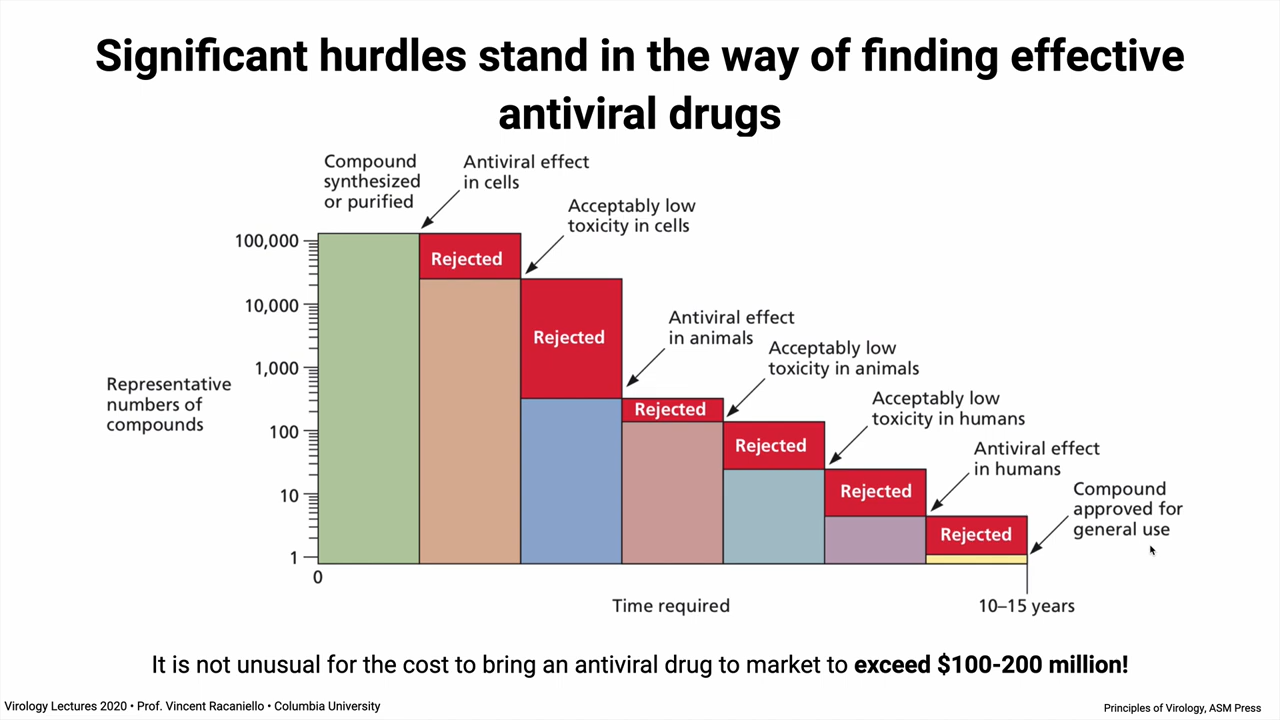 Significant hurdles stand in the way of finding effective
antiviral drugs
Compound
synthesized
or purified
Antiviral effect
in cells
Acceptably low
toxicity in cells
Antiviral effect
in animals
Acceptably low
toxicity in animals
Acceptably low
toxicity in humans
Antiviral effect
in humans
Compound
approved for
general use
Representative
numbers of
compounds
100,000
10,000
1,000
100
10
1
Rejected
Rejected
Rejected
Rejected
Rejected
Rejected
0
Time required
10–15 years
It is not unusual for the cost to bring an antiviral drug to market to exceed $100-200 million!
Virology Lectures 2020 • Prof. Vincent Racaniello • Columbia University
Principles of Virology, ASM Press